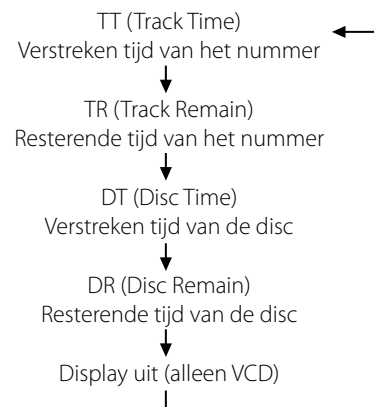 TT (Track Time)
Verstreken tijd van het nummer
TR (Track Remain)
Resterende tijd van het nummer
DT (Disc Time)
Verstreken tijd van de disc
DR (Disc Remain)
Resterende tijd van de disc
Display uit (alleen VCD)